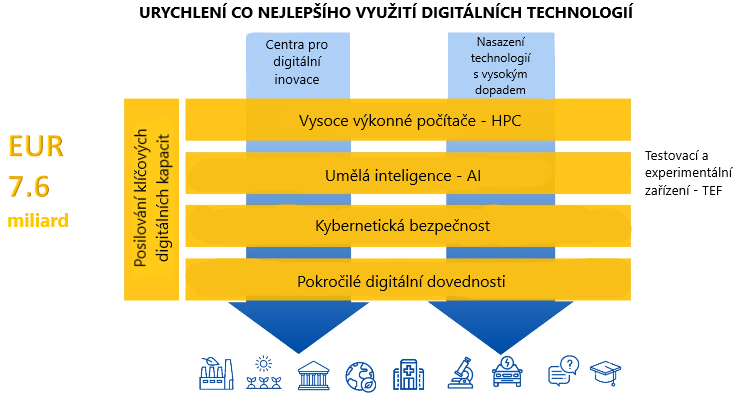 URYCHLENÍ CO NEJLEPŠÍHO VYUŽITÍ DIGITÁLNÍCH TECHNOLOGIÍ
Centra pro
digitální
inovace
Nasazení
technologií
s vysokým
dopadem
EUR
7.6
miliard
Posilování klíčových
digitálních kapacit
Vysoce výkonné počítače - HPC
Umělá inteligence - AI
Kybernetická bezpečnost
Pokročilé digitální dovednosti
Testovací a
experimentální
zařízení - TEF